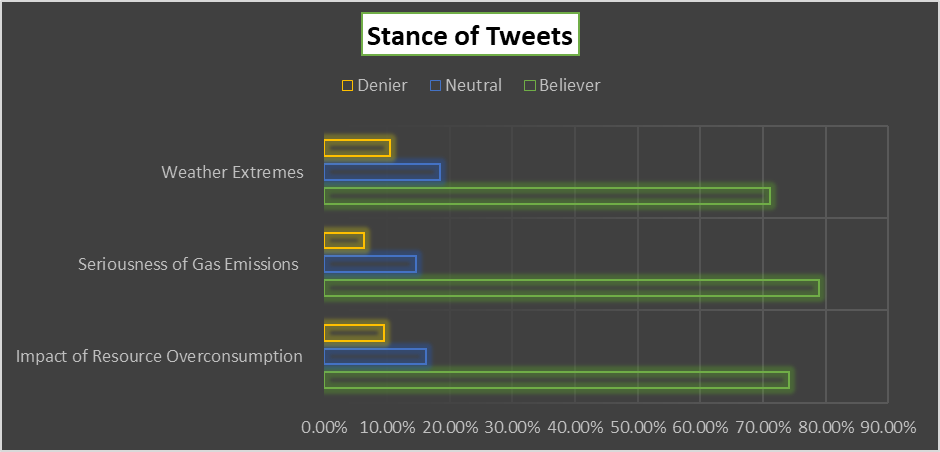 Stance of Tweets
Denier Neutral Believer
Weather Extremes
Seriousness of Gas Emissions
Impact of Resource Overconsumption
0.00% 10.00% 20.00% 30.00% 40.00% 50.00% 60.00% 70.00% 80.00% 90.00%